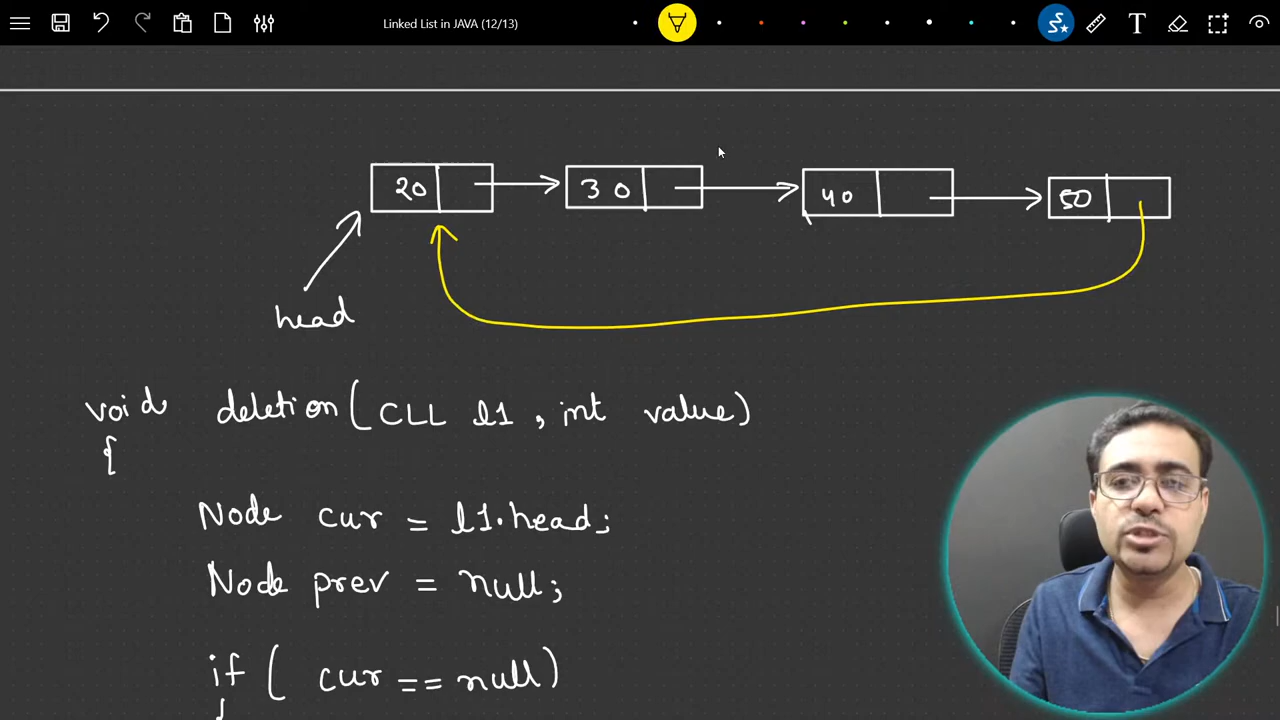 Linked List in JAVA (12/13)
T
20 30 40 50
head
void deletion(CLL l1, int value)
{
Node cur = l1.head;
Node prev = null;
if ( cur == null)
{